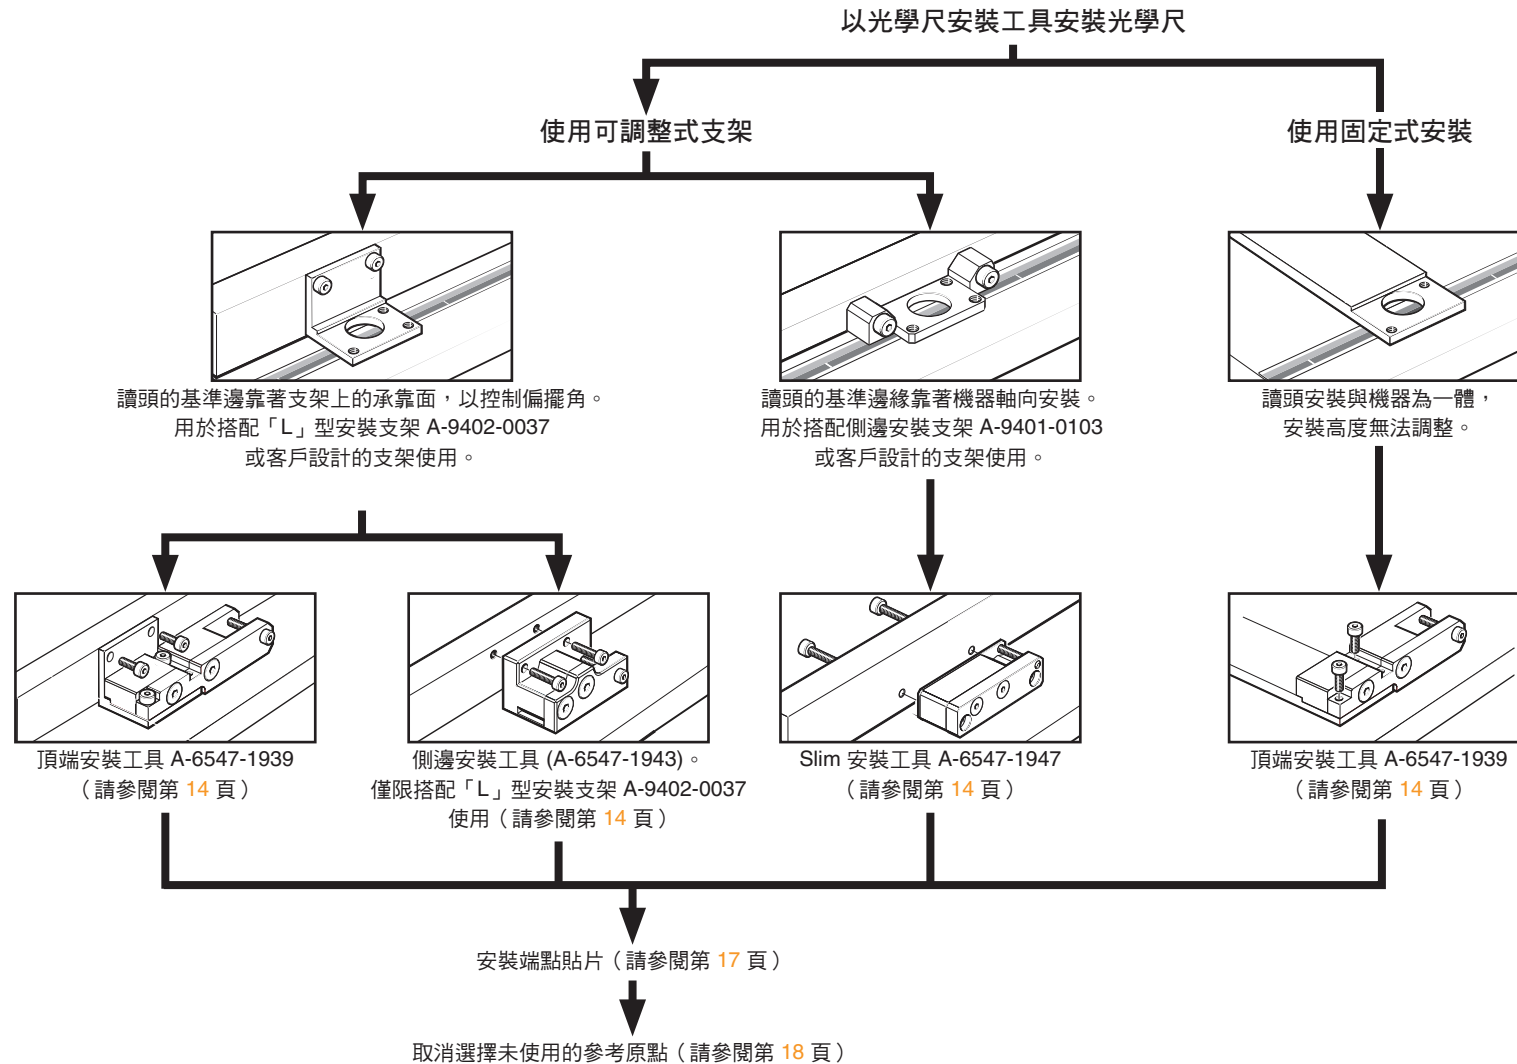 以光學尺安裝工具安裝光學尺
使用可調整式支架
使用固定式安裝
讀頭的基準邊靠著支架上的承靠面，以控制偏擺角。
用於搭配「L」型安裝支架 A-9402-0037
或客戶設計的支架使用。
讀頭的基準邊緣靠著機器軸向安裝。
用於搭配側邊安裝支架 A-9401-0103
或客戶設計的支架使用。
讀頭安裝與機器為一體，
安裝高度無法調整。
頂端安裝工具 A-6547-1939
（請參閱第 14 頁）
側邊安裝工具 (A-6547-1943)。
僅限搭配「L」型安裝支架 A-9402-0037
使用（請參閱第 14 頁）
Slim 安裝工具 A-6547-1947
（請參閱第 14 頁）
頂端安裝工具 A-6547-1939
（請參閱第 14 頁）
安裝端點貼片（請參閱第 17 頁）
取消選擇未使用的參考原點（請參閱第 18 頁）